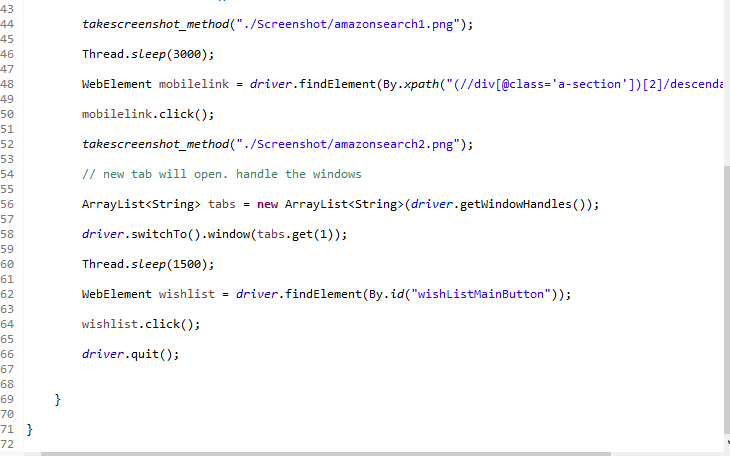 43
44 takescreenshot_method("./Screenshot/amazonsearch1.png");
45
46 Thread.sleep(3000);
47
48 WebElement mobilelink = driver.findElement(By.xpath("(//div[@class='a-section'])[2]/descenda
49
50 mobilelink.click();
51
52 takescreenshot_method("./Screenshot/amazonsearch2.png");
53
54 // new tab will open. handle the windows
55
56 ArrayList<String> tabs = new ArrayList<String>(driver.getWindowHandles());
57
58 driver.switchTo().window(tabs.get(1));
59
60 Thread.sleep(1500);
61
62 WebElement wishlist = driver.findElement(By.id("wishListMainButton"));
63
64 wishlist.click();
65
66 driver.quit();
67
68
69 }
70
71 }
72